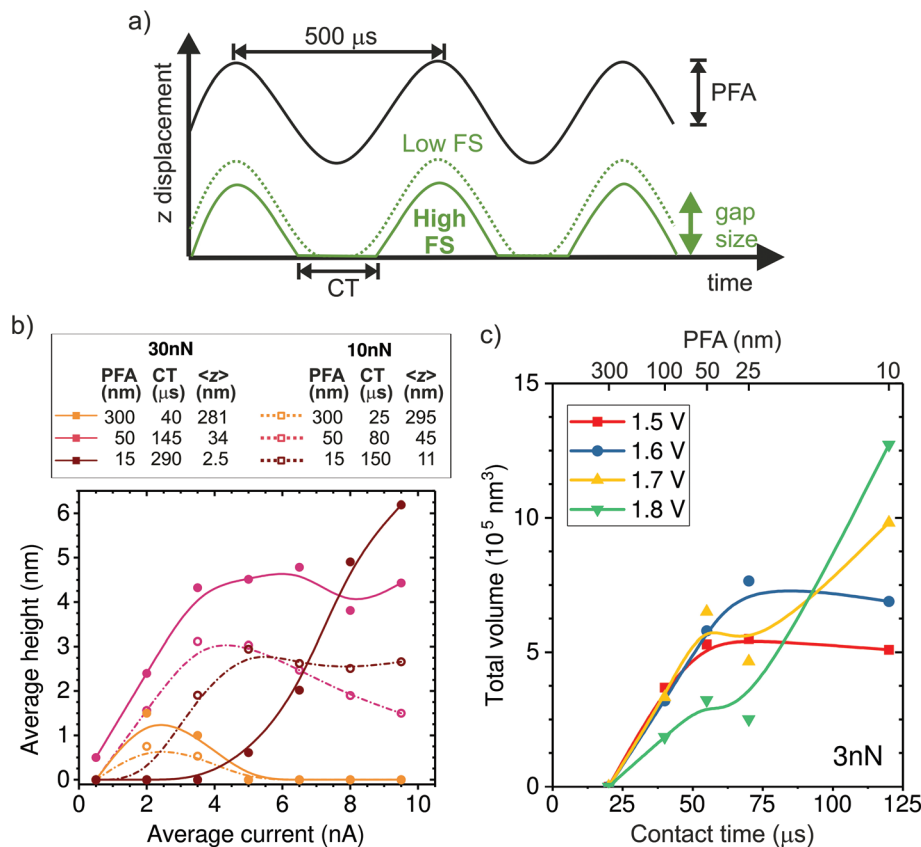 a)
500 μs
PFA
z displacement
Low FS
High
FS
gap
size
CT
time
b)
30nN 10nN
PFA CT <z> PFA CT <z>
(nm) (μs) (nm) (nm) (μs) (nm)
300 40 281 300 25 295
50 145 34 50 80 45
15 290 2.5 15 150 11
6
5
4
3
2
1
0
Average height (nm)
0 2 4 6 8 10
Average current (nA)
c)
PFA (nm)
300 100 50 25 10
15
10
5
0
Total volume (10⁵ nm³)
1.5 V
1.6 V
1.7 V
1.8 V
3nN
0 25 50 75 100 125
Contact time (μs)